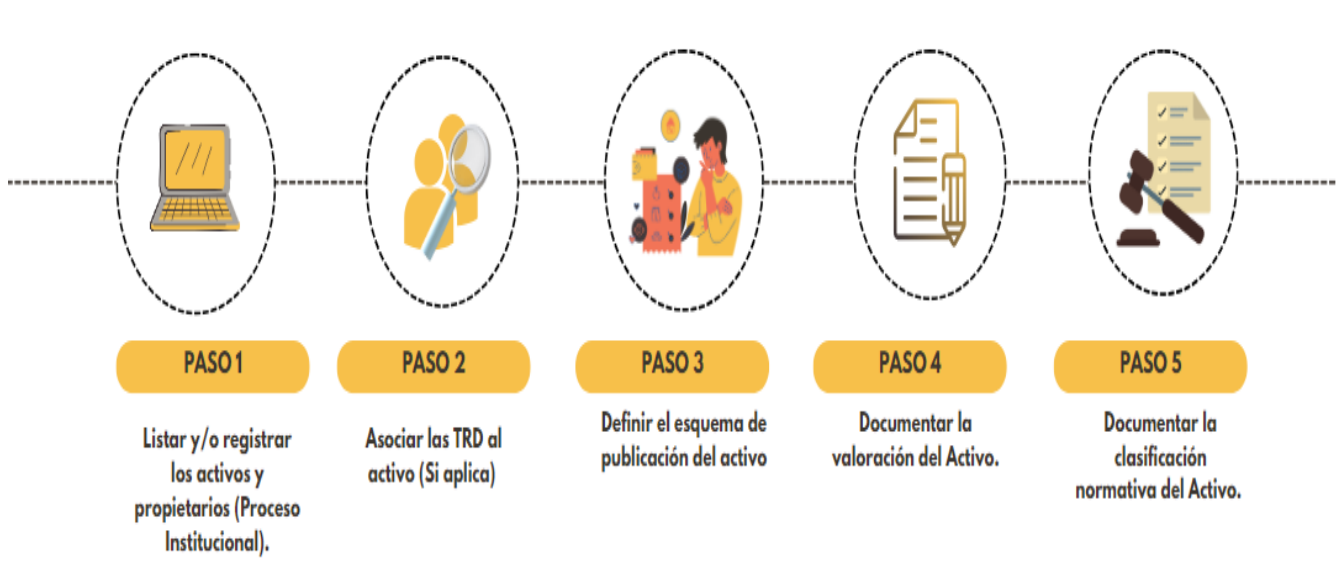 PASO 1
Listar y/o registrar
los activos y
propietarios (Proceso
Institucional).
PASO 2
Asociar las TRD al
activo (Si aplica)
PASO 3
Definir el esquema de
publicación del activo
PASO 4
Documentar la
valoración del Activo.
PASO 5
Documentar la
clasificación
normativa del Activo.